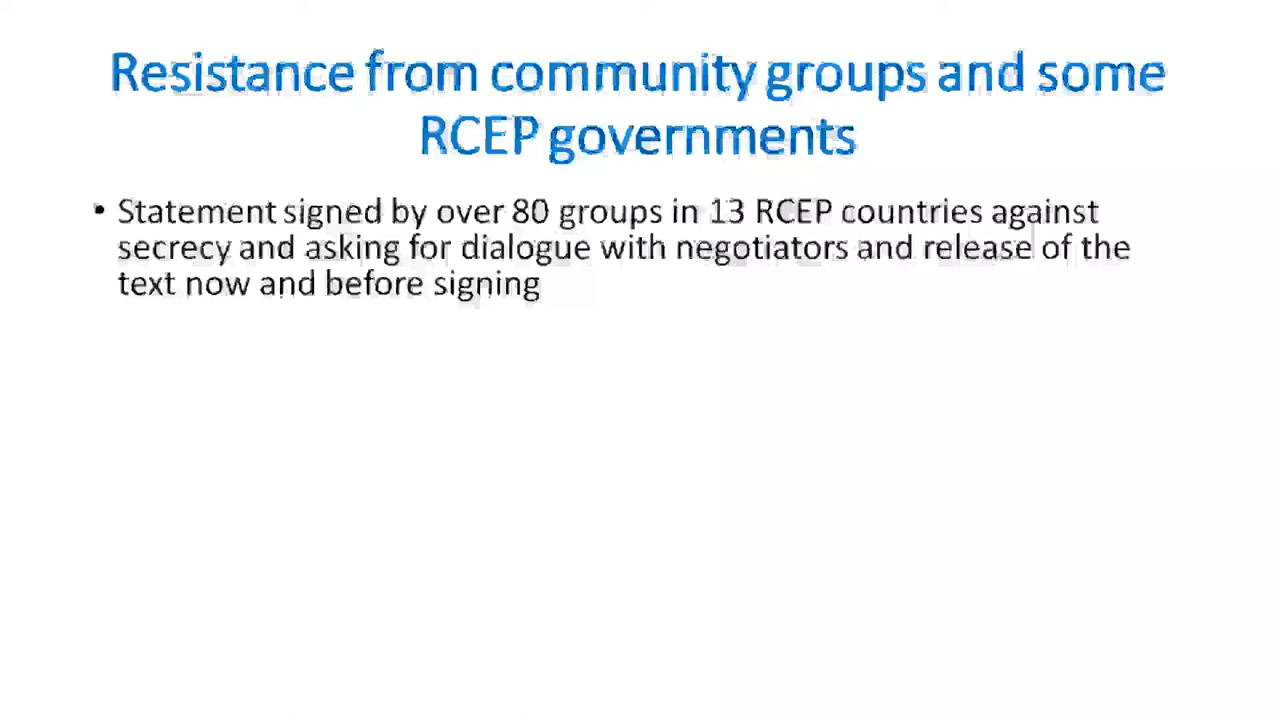 Resistance from community groups and some
RCEP governments
• Statement signed by over 80 groups in 13 RCEP countries against
secrecy and asking for dialogue with negotiators and release of the
text now and before signing